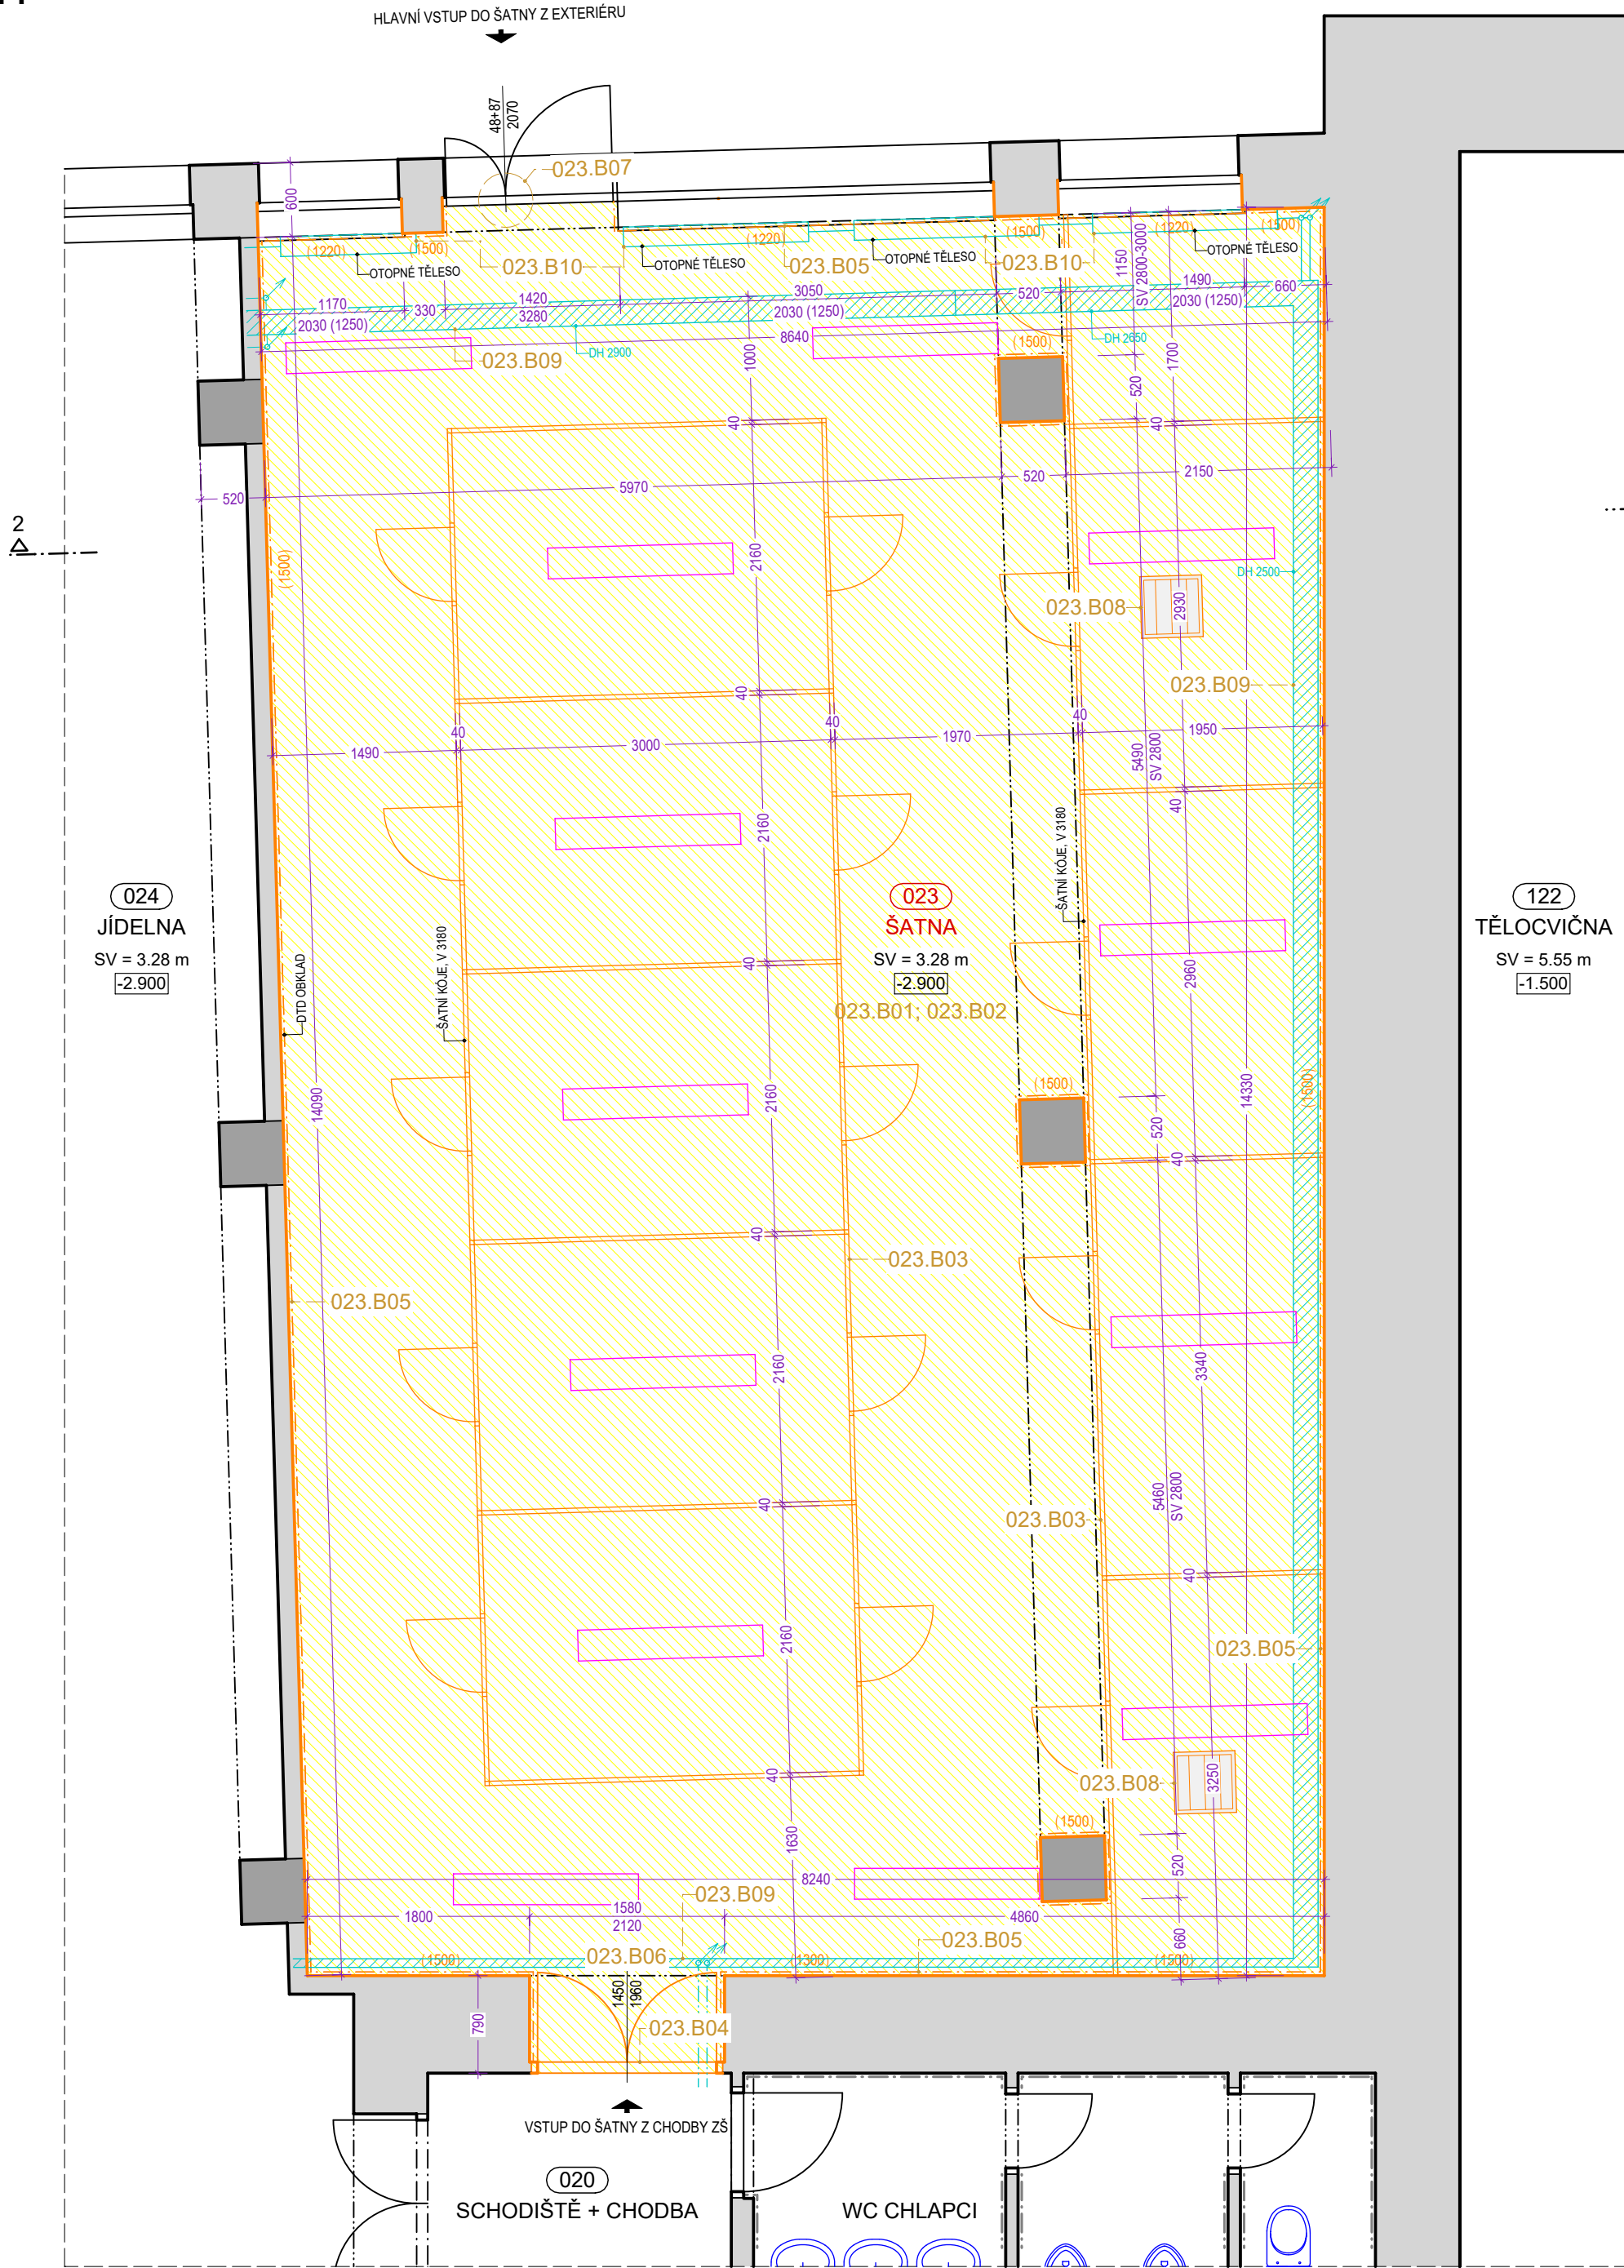 HLAVNÍ VSTUP DO ŠATNY Z EXTERIÉRU
48+87
2070
023.B07
600
(1220)
(1500)
023.B10
(1220)
023.B05
(1500)
023.B10
(1220)
(1500)
OTOPNÉ TĚLESO
OTOPNÉ TĚLESO
OTOPNÉ TĚLESO
OTOPNÉ TĚLESO
1150
SV 2800-3000
1170
330
1420
3280
3050
520
1490
660
2030 (1250)
2030 (1250)
2030 (1250)
8640
023.B09
DH 2900
DH 2650
1000
(1500)
1700
520
40
40
5970
520
2150
520
2
(1500)
2160
DH 2500
023.B08
2930
023.B09
40
40
40
40
1490
3000
1970
1950
5490
SV 2800
40
2160
ŠATNÍ KÓJE, V 3180
024
JÍDELNA
SV = 3.28 m
-2.900
023
ŠATNA
SV = 3.28 m
-2.900
023.B01; 023.B02
122
TĚLOCVIČNA
SV = 5.55 m
-1.500
DTD OBKLAD
ŠATNÍ KÓJE, V 3180
40
2960
14090
2160
(1500)
14330
(1500)
520
40
40
023.B03
023.B05
2160
3340
5460
SV 2800
40
023.B03
40
2160
023.B05
40
023.B08
3250
1630
(1500)
520
8240
023.B09
1800
1580
2120
4860
660
(1500)
023.B06
(1300)
023.B05
(1500)
1450
1960
790
023.B04
VSTUP DO ŠATNY Z CHODBY ZŠ
020
SCHODIŠTĚ + CHODBA
WC CHLAPCI
D
D